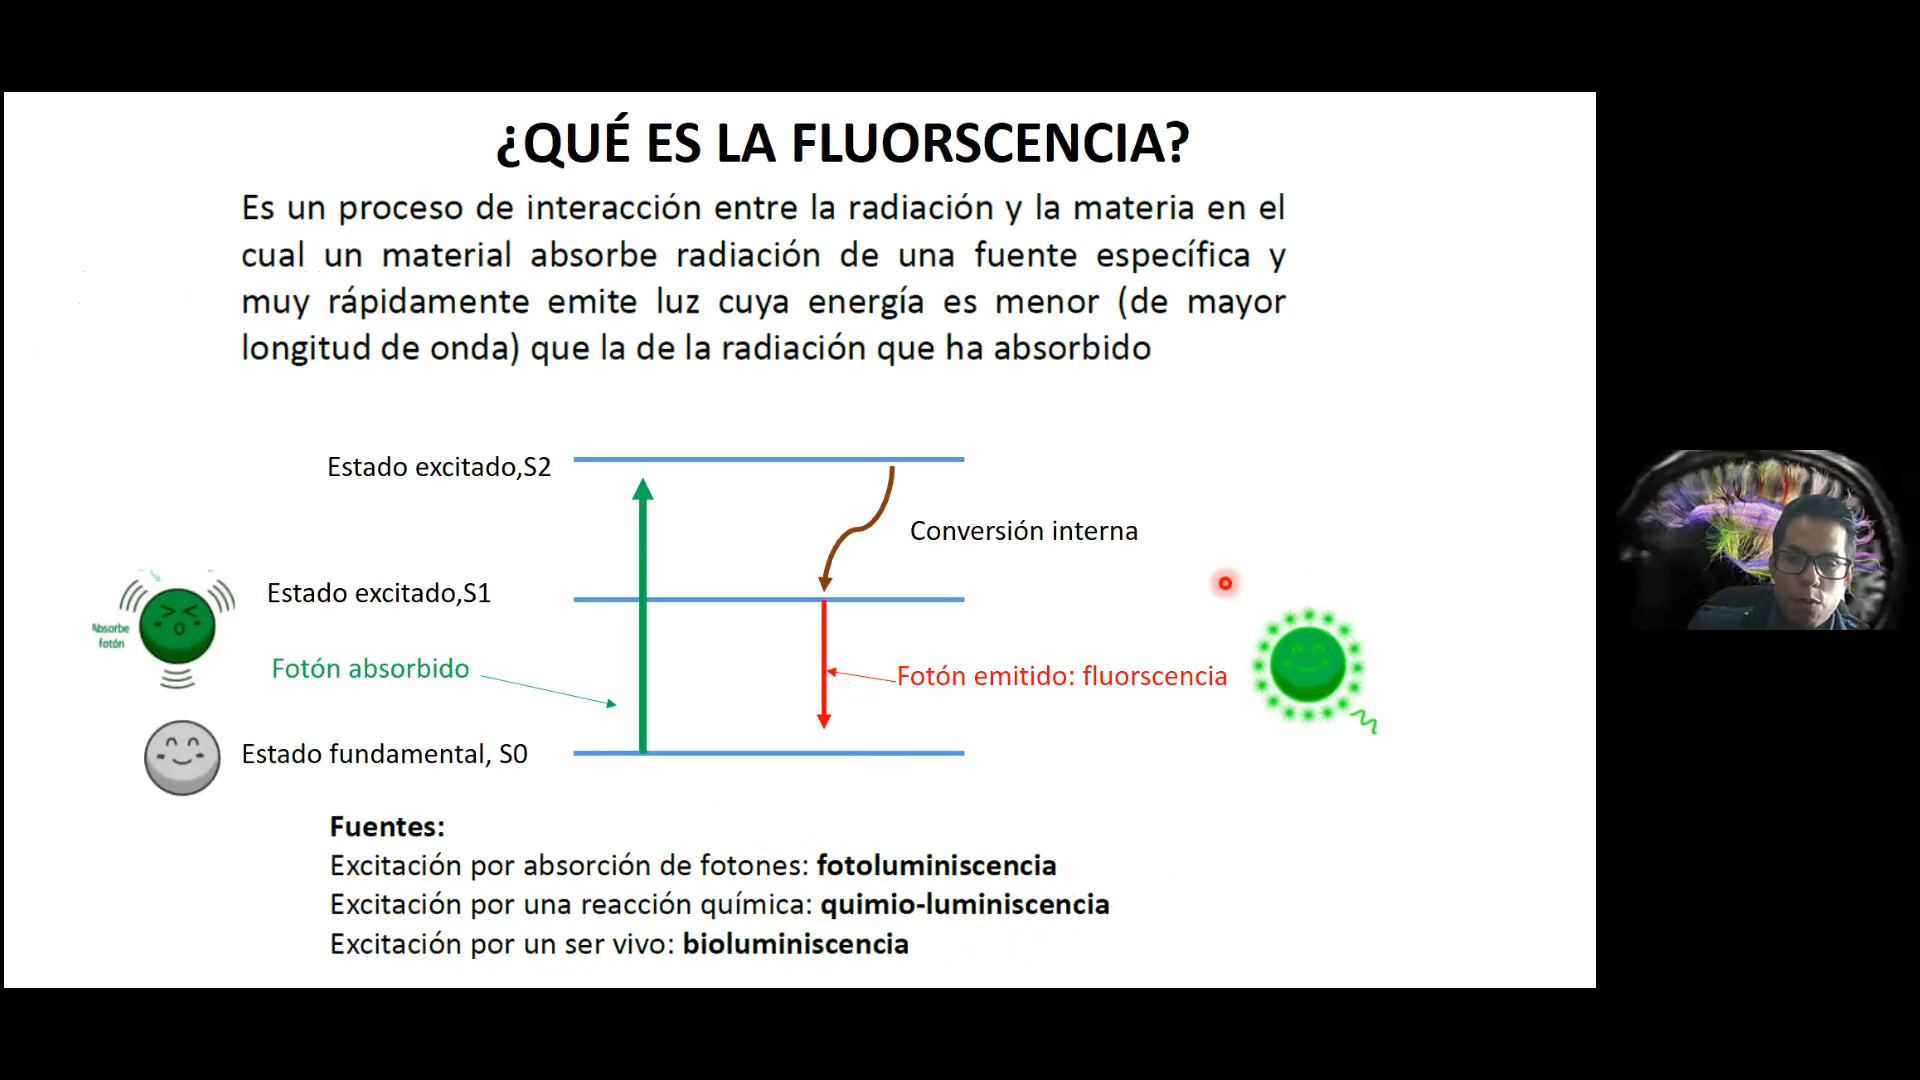 ¿QUÉ ES LA FLUORSCENCIA?
Es un proceso de interacción entre la radiación y la materia en el
cual un material absorbe radiación de una fuente específica y
muy rápidamente emite luz cuya energía es menor (de mayor
longitud de onda) que la de la radiación que ha absorbido
Estado excitado,S2
Conversión interna
Estado excitado,S1
Absorbe
fotón
Fotón absorbido
Fotón emitido: fluorscencia
Estado fundamental, S0
Fuentes:
Excitación por absorción de fotones: fotoluminiscencia
Excitación por una reacción química: quimio-luminiscencia
Excitación por un ser vivo: bioluminiscencia